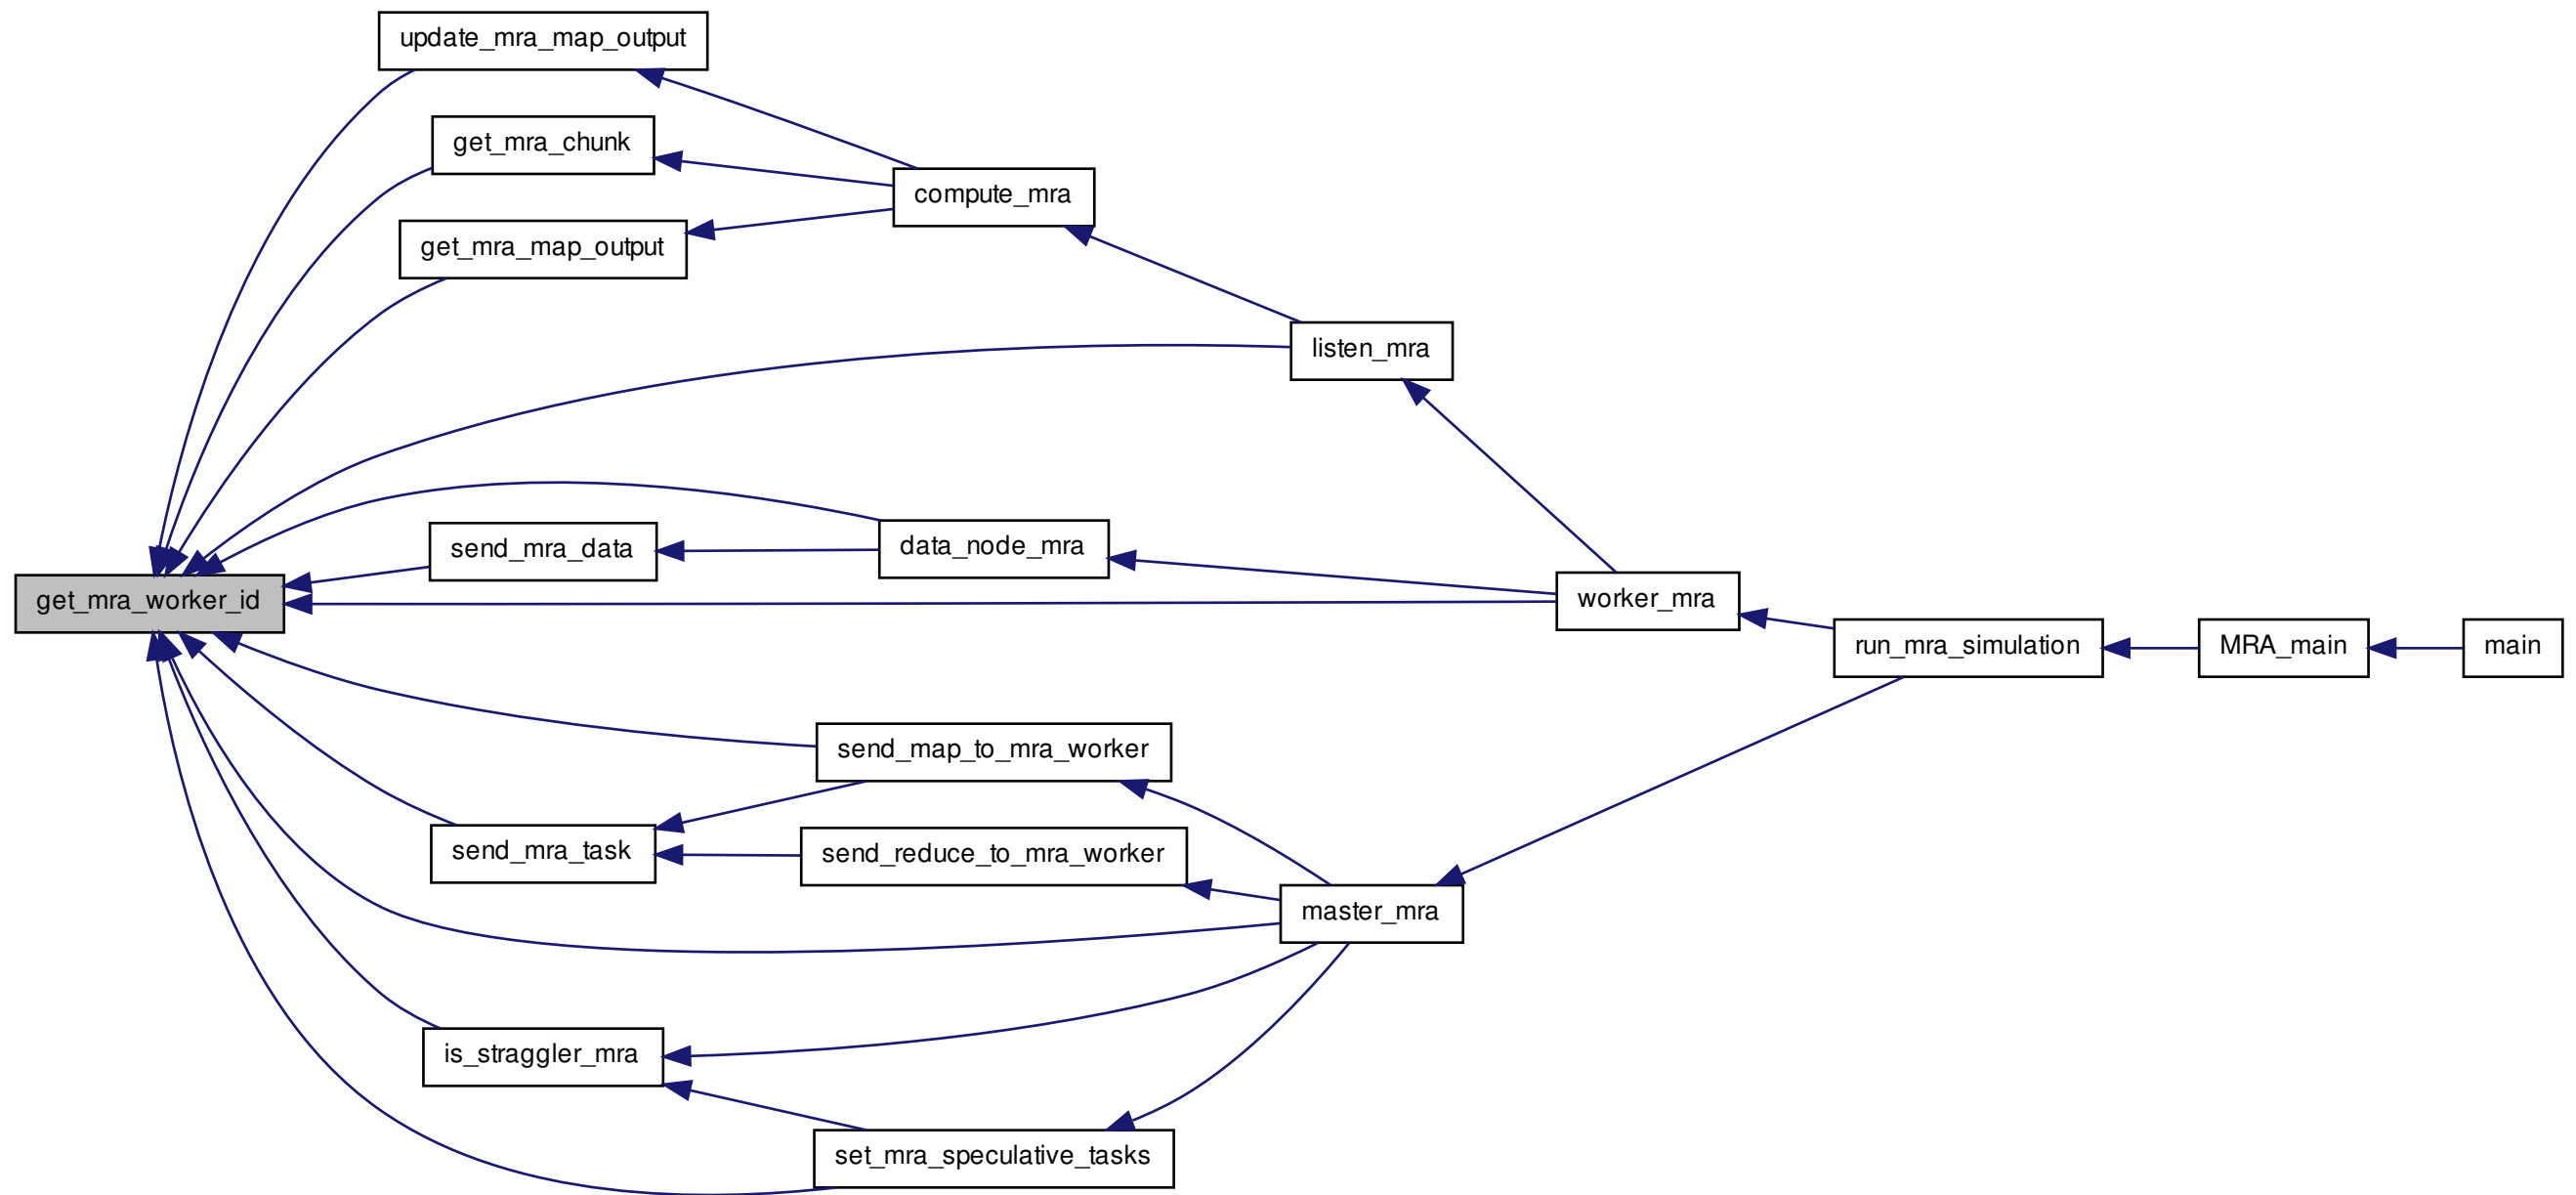 update_mra_map_output
get_mra_chunk
compute_mra
get_mra_map_output
listen_mra
send_mra_data
data_node_mra
get_mra_worker_id
worker_mra
run_mra_simulation
MRA_main
main
send_map_to_mra_worker
send_mra_task
send_reduce_to_mra_worker
master_mra
is_straggler_mra
set_mra_speculative_tasks